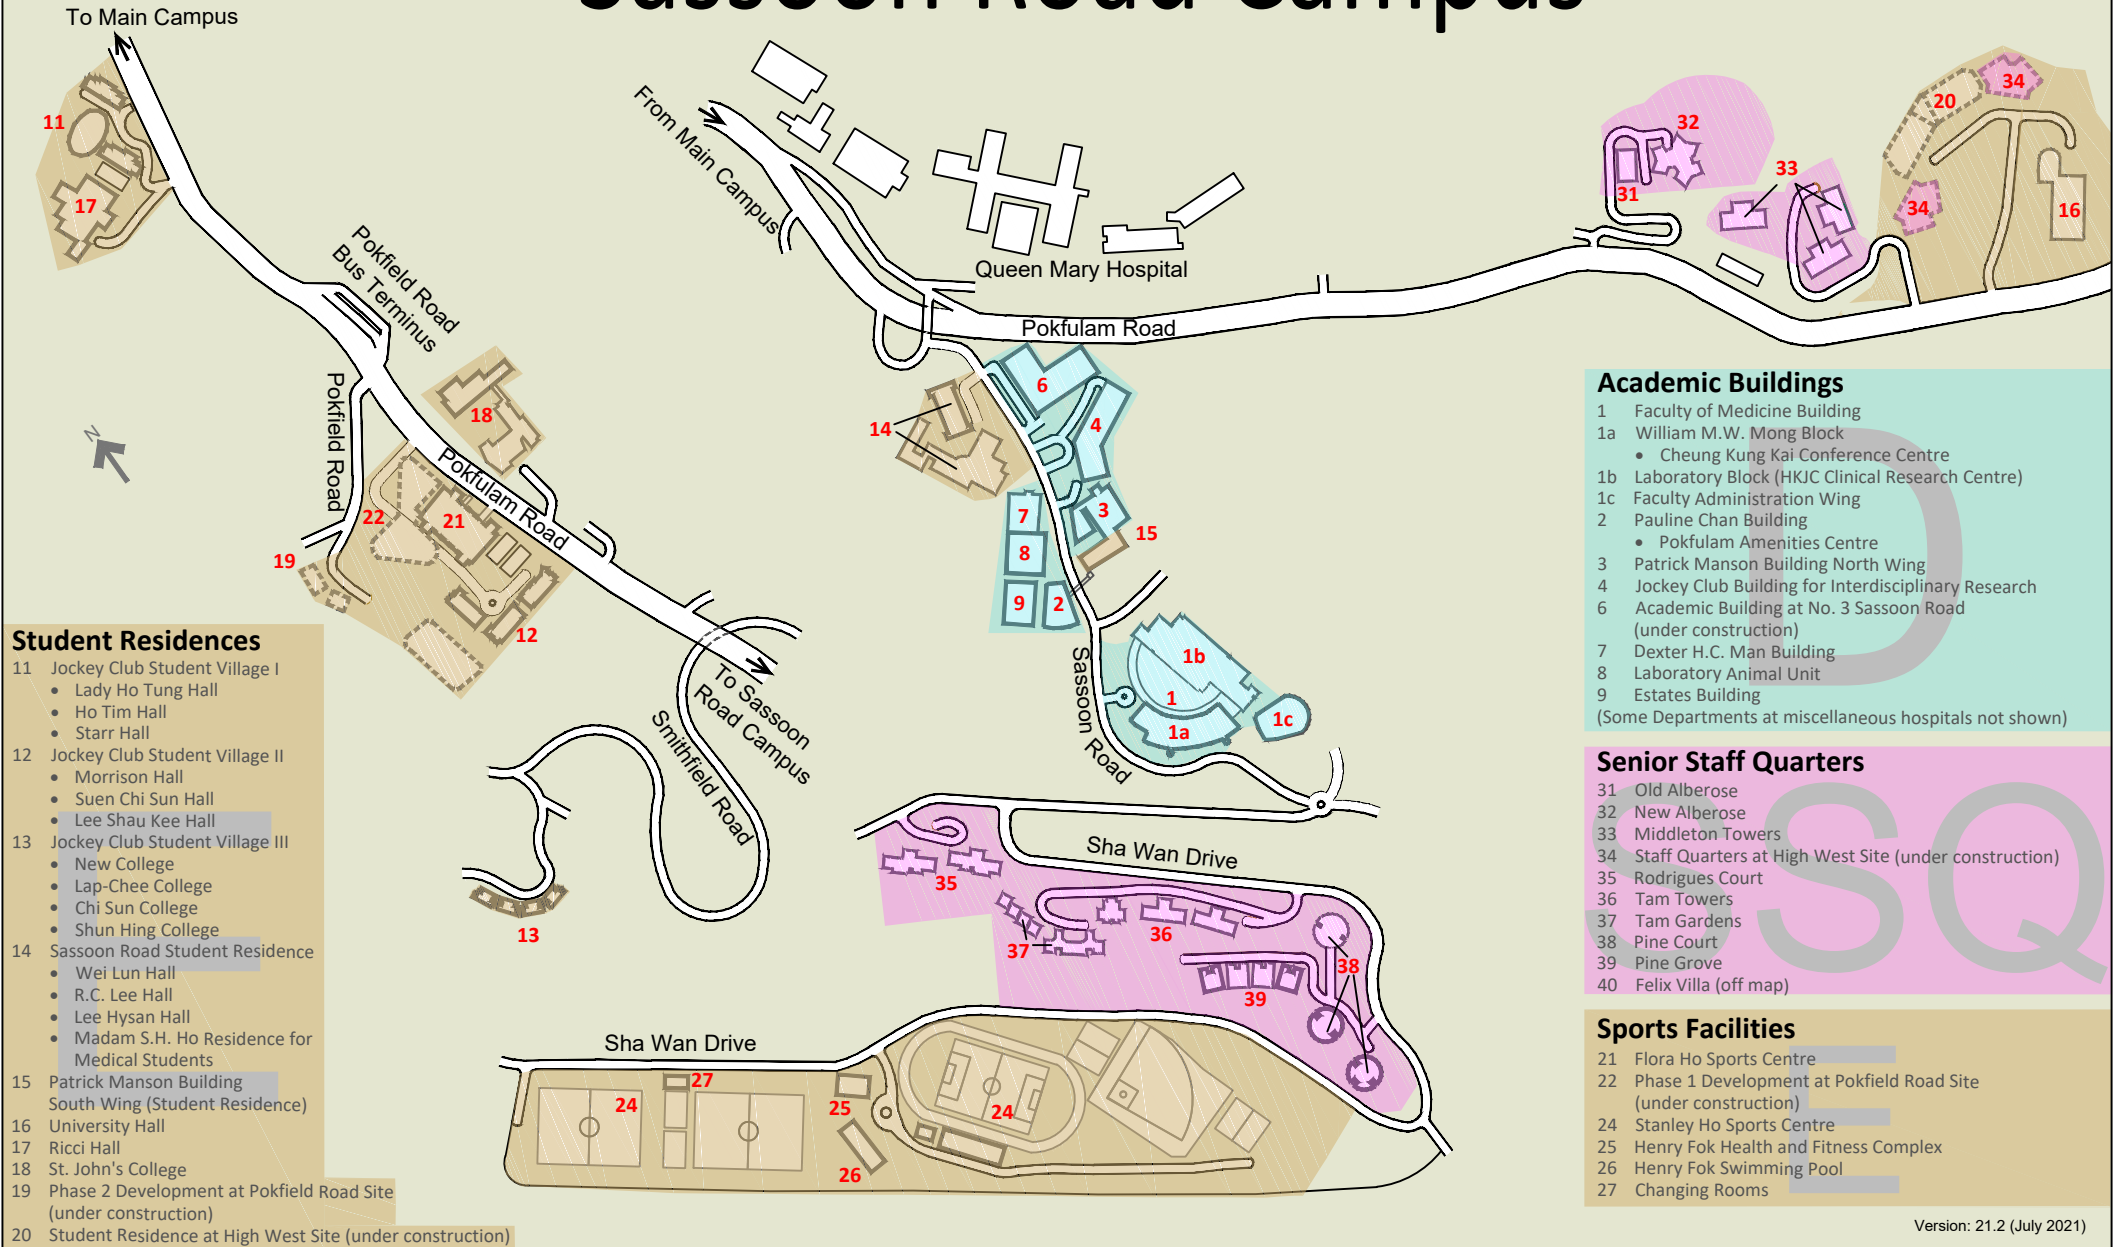 Sassoon Road Campus
To Main Campus
From Main Campus
11
17
Pokfield Road
Bus Terminus
Queen Mary Hospital
Pokfulam Road
32
31
33
34
20
34
16
Pokfield Road
18
N
Pokfulam Road
22
21
19
12
14
6
4
7
3
15
8
9
2
1b
1
1a
1c
Sassoon Road
To Sassoon
Road Campus
Smithfield Road
13
Sha Wan Drive
35
37
36
38
39
Sha Wan Drive
27
24
25
24
26
Student Residences
11 Jockey Club Student Village I
• Lady Ho Tung Hall
• Ho Tim Hall
• Starr Hall
12 Jockey Club Student Village II
• Morrison Hall
• Suen Chi Sun Hall
• Lee Shau Kee Hall
13 Jockey Club Student Village III
• New College
• Lap-Chee College
• Chi Sun College
• Shun Hing College
14 Sassoon Road Student Residence
• Wei Lun Hall
• R.C. Lee Hall
• Lee Hysan Hall
• Madam S.H. Ho Residence for
Medical Students
15 Patrick Manson Building
South Wing (Student Residence)
16 University Hall
17 Ricci Hall
18 St. John's College
19 Phase 2 Development at Pokfield Road Site
(under construction)
20 Student Residence at High West Site (under construction)
E
Academic Buildings
1 Faculty of Medicine Building
1a William M.W. Mong Block
• Cheung Kung Kai Conference Centre
1b Laboratory Block (HKJC Clinical Research Centre)
1c Faculty Administration Wing
2 Pauline Chan Building
• Pokfulam Amenities Centre
3 Patrick Manson Building North Wing
4 Jockey Club Building for Interdisciplinary Research
6 Academic Building at No. 3 Sassoon Road
(under construction)
7 Dexter H.C. Man Building
8 Laboratory Animal Unit
9 Estates Building
(Some Departments at miscellaneous hospitals not shown)
D
Senior Staff Quarters
31 Old Alberose
32 New Alberose
33 Middleton Towers
34 Staff Quarters at High West Site (under construction)
35 Rodrigues Court
36 Tam Towers
37 Tam Gardens
38 Pine Court
39 Pine Grove
40 Felix Villa (off map)
SSQ
Sports Facilities
21 Flora Ho Sports Centre
22 Phase 1 Development at Pokfield Road Site
(under construction)
24 Stanley Ho Sports Centre
25 Henry Fok Health and Fitness Complex
26 Henry Fok Swimming Pool
27 Changing Rooms
E
Version: 21.2 (July 2021)